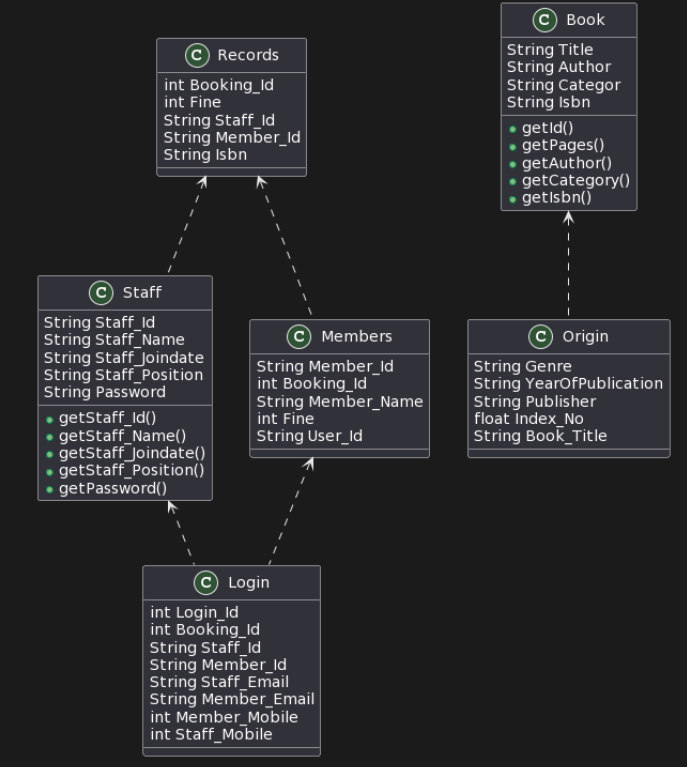 C Records
int Booking_Id
int Fine
String Staff_Id
String Member_Id
String Isbn
C Book
String Title
String Author
String Categor
String Isbn
getId()
getPages()
getAuthor()
getCategory()
getIsbn()
C Staff
String Staff_Id
String Staff_Name
String Staff_Joindate
String Staff_Position
String Password
getStaff_Id()
getStaff_Name()
getStaff_Joindate()
getStaff_Position()
getPassword()
C Members
String Member_Id
int Booking_Id
String Member_Name
int Fine
String User_Id
C Origin
String Genre
String YearOfPublication
String Publisher
float Index_No
String Book_Title
C Login
int Login_Id
int Booking_Id
String Staff_Id
String Member_Id
String Staff_Email
String Member_Email
int Member_Mobile
int Staff_Mobile